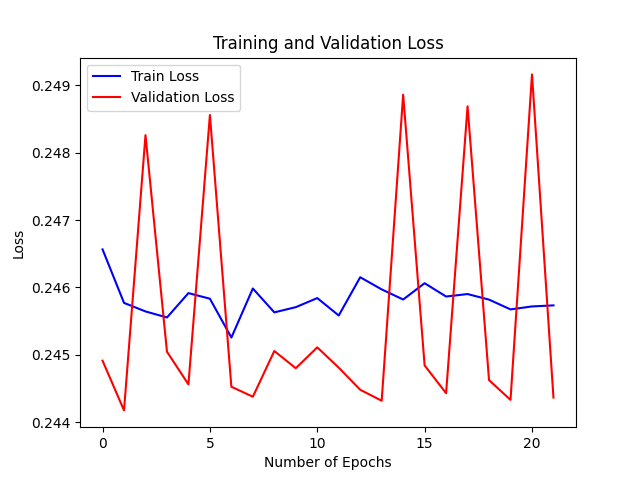 Training and Validation Loss
Train Loss
Validation Loss
0.249
0.248
0.247
0.246
0.245
0.244
Loss
0 5 10 15 20
Number of Epochs